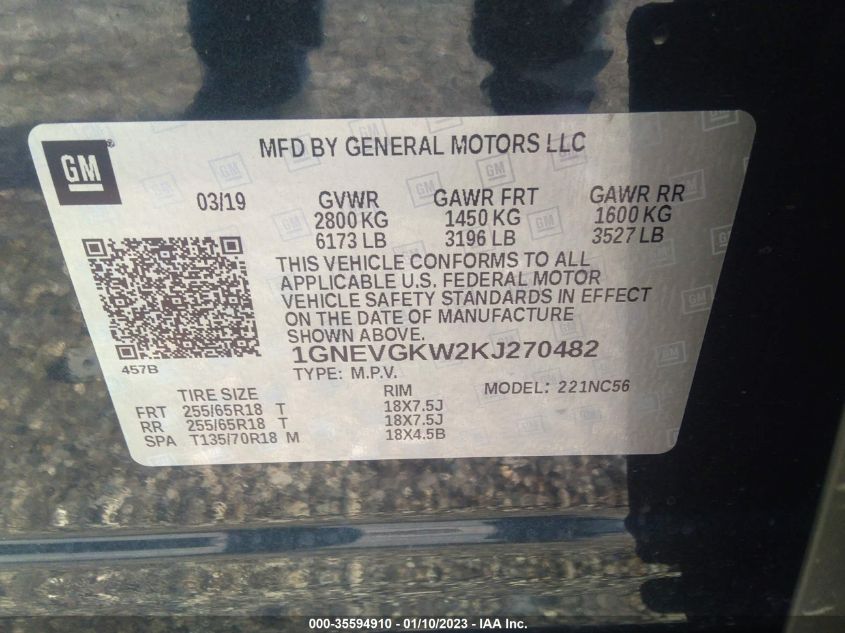 GM
MFD BY GENERAL MOTORS LLC
03/19 GVWR GAWR FRT GAWR RR
2800 KG 1450 KG 1600 KG
6173 LB 3196 LB 3527 LB
THIS VEHICLE CONFORMS TO ALL
APPLICABLE U.S. FEDERAL MOTOR
VEHICLE SAFETY STANDARDS IN EFFECT
ON THE DATE OF MANUFACTURE
SHOWN ABOVE.
457B
1GNEVGKW2KJ270482
TYPE: M.P.V.
TIRE SIZE RIM MODEL: 221NC56
FRT 255/65R18 T 18X7.5J
RR 255/65R18 T 18X7.5J
SPA T135/70R18 M 18X4.5B
000-35594910 - 01/10/2023 - IAA Inc.